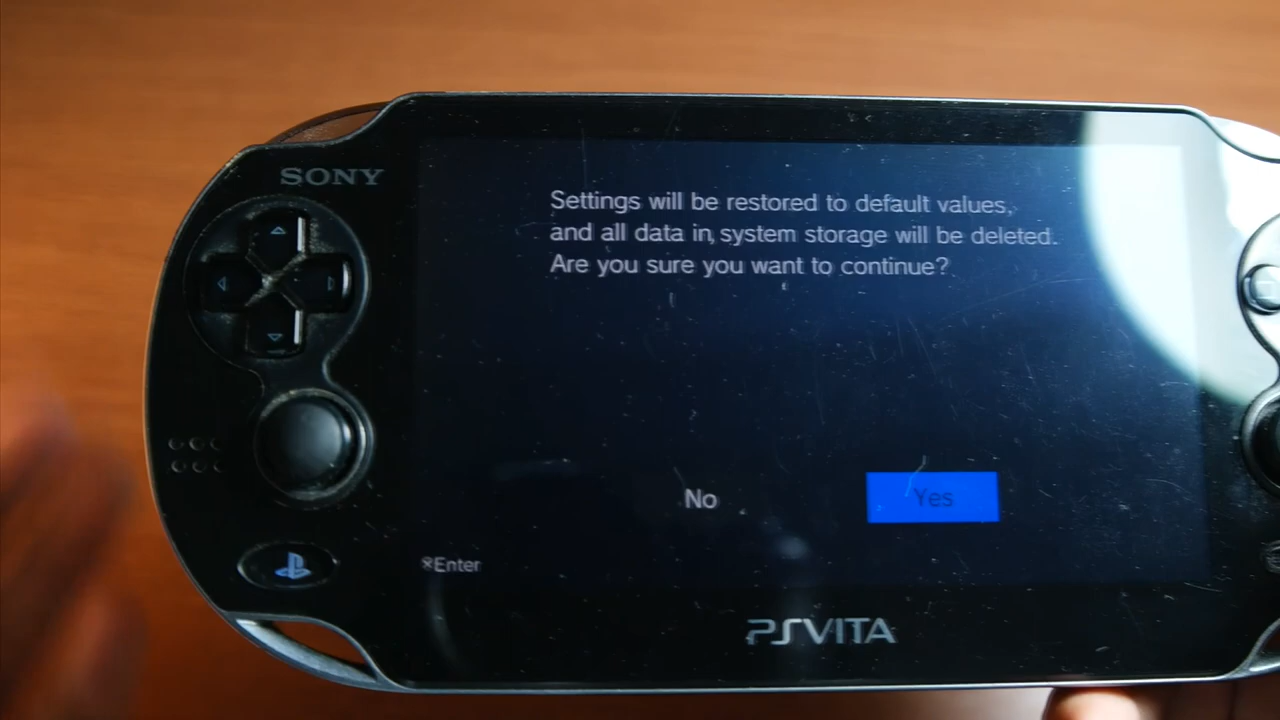 SONY
Settings will be restored to default values,
and all data in system storage will be deleted.
Are you sure you want to continue?
No
Yes
Enter
PSVITA